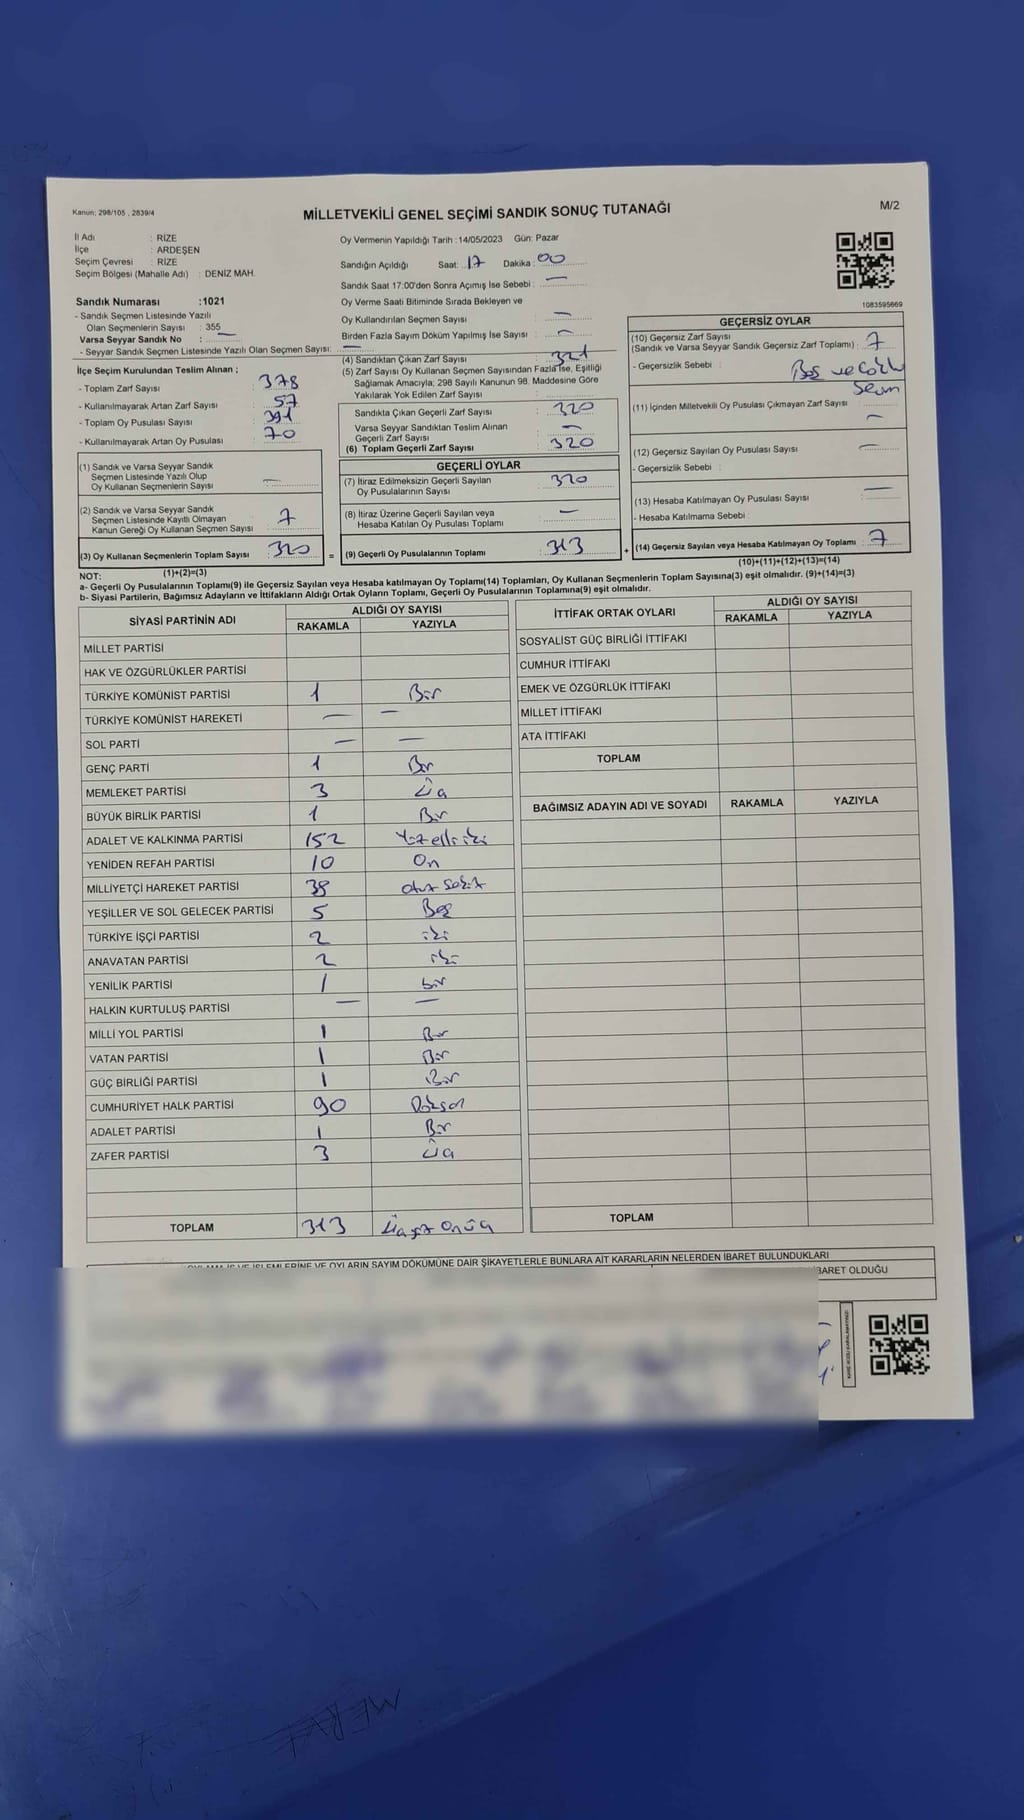 Kanun; 298/105 , 2839/4
MİLLETVEKİLİ GENEL SEÇİMİ SANDIK SONUÇ TUTANAĞI
M/2
İl Adı : RİZE
İlçe : ARDEŞEN
Seçim Çevresi : RİZE
Seçim Bölgesi (Mahalle Adı) : DENİZ MAH.
Oy Vermenin Yapıldığı Tarih : 14/05/2023 Gün: Pazar
Sandığın Açıldığı Saat: 17 Dakika : 00
Sandık Saat 17:00'den Sonra Açımış İse Sebebi : —
Oy Verme Saati Bitiminde Sırada Bekleyen ve
Oy Kullandırılan Seçmen Sayısı : —
Birden Fazla Sayım Döküm Yapılmış İse Sayısı : —
Sandık Numarası : 1021
- Sandık Seçmen Listesinde Yazılı
Olan Seçmenlerin Sayısı : 355
Varsa Seyyar Sandık No : —
- Seyyar Sandık Seçmen Listesinde Yazılı Olan Seçmen Sayısı: —
İlçe Seçim Kurulundan Teslim Alınan ;
- Toplam Zarf Sayısı : 378
- Kullanılmayarak Artan Zarf Sayısı : 57
- Toplam Oy Pusulası Sayısı : 391
- Kullanılmayarak Artan Oy Pusulası : 70
(1) Sandık ve Varsa Seyyar Sandık
Seçmen Listesinde Yazılı Olup
Oy Kullanan Seçmenlerin Sayısı : —
(2) Sandık ve Varsa Seyyar Sandık
Seçmen Listesinde Kayıtlı Olmayan
Kanun Gereği Oy Kullanan Seçmen Sayısı : 7
(3) Oy Kullanan Seçmenlerin Toplam Sayısı : 320
(1)+(2)=(3)
(4) Sandıktan Çıkan Zarf Sayısı : 321
(5) Zarf Sayısı Oy Kullanan Seçmen Sayısından Fazla İse, Eşitliği
Sağlamak Amacıyla; 298 Sayılı Kanunun 98. Maddesine Göre
Yakılarak Yok Edilen Zarf Sayısı :
Sandıkta Çıkan Geçerli Zarf Sayısı : 320
Varsa Seyyar Sandıktan Teslim Alınan
Geçerli Zarf Sayısı : —
(6) Toplam Geçerli Zarf Sayısı : 320
GEÇERLİ OYLAR
(7) İtiraz Edilmeksizin Geçerli Sayılan
Oy Pusulalarının Sayısı : 320
(8) İtiraz Üzerine Geçerli Sayılan veya
Hesaba Katılan Oy Pusulası Toplamı : —
= (9) Geçerli Oy Pusulalarının Toplamı : 313
1083595669
GEÇERSİZ OYLAR
(10) Geçersiz Zarf Sayısı
(Sandık ve Varsa Seyyar Sandık Geçersiz Zarf Toplamı) : 7
- Geçersizlik Sebebi : Boş ve
(11) İçinden Milletvekili Oy Pusulası Çıkmayan Zarf Sayısı : —
(12) Geçersiz Sayılan Oy Pusulası Sayısı : —
- Geçersizlik Sebebi :
(13) Hesaba Katılmayan Oy Pusulası Sayısı : —
- Hesaba Katılmama Sebebi :
+ (14) Geçersiz Sayılan veya Hesaba Katılmayan Oy Toplamı : 7
(10)+(11)+(12)+(13)=(14)
NOT:
a- Geçerli Oy Pusulalarının Toplamı(9) ile Geçersiz Sayılan veya Hesaba katılmayan Oy Toplamı(14) Toplamları, Oy Kullanan Seçmenlerin Toplam Sayısına(3) eşit olmalıdır. (9)+(14)=(3)
b- Siyasi Partilerin, Bağımsız Adayların ve İttifakların Aldığı Ortak Oyların Toplamı, Geçerli Oy Pusulalarının Toplamına(9) eşit olmalıdır.
SİYASİ PARTİNİN ADI ALDIĞI OY SAYISI
RAKAMLA YAZIYLA
MİLLET PARTİSİ
HAK VE ÖZGÜRLÜKLER PARTİSİ
TÜRKİYE KOMÜNİST PARTİSİ 1 Bir
TÜRKİYE KOMÜNİST HAREKETİ — —
SOL PARTİ — —
GENÇ PARTİ 1 Bir
MEMLEKET PARTİSİ 3 Üç
BÜYÜK BİRLİK PARTİSİ 1 Bir
ADALET VE KALKINMA PARTİSİ 152 Yüzelliiki
YENİDEN REFAH PARTİSİ 10 On
MİLLİYETÇİ HAREKET PARTİSİ 38 otuz sekiz
YEŞİLLER VE SOL GELECEK PARTİSİ 5 Beş
TÜRKİYE İŞÇİ PARTİSİ 2 iki
ANAVATAN PARTİSİ 2 iki
YENİLİK PARTİSİ 1 bir
HALKIN KURTULUŞ PARTİSİ — —
MİLLİ YOL PARTİSİ 1 Bir
VATAN PARTİSİ 1 Bir
GÜÇ BİRLİĞİ PARTİSİ 1 Bir
CUMHURİYET HALK PARTİSİ 90 Doksan
ADALET PARTİSİ 1 Bir
ZAFER PARTİSİ 3 Üç
TOPLAM 313 Üçyüz Onüç
İTTİFAK ORTAK OYLARI ALDIĞI OY SAYISI
RAKAMLA YAZIYLA
SOSYALİST GÜÇ BİRLİĞİ İTTİFAKI
CUMHUR İTTİFAKI
EMEK VE ÖZGÜRLÜK İTTİFAKI
MİLLET İTTİFAKI
ATA İTTİFAKI
TOPLAM
BAĞIMSIZ ADAYIN ADI VE SOYADI RAKAMLA YAZIYLA
TOPLAM
İŞLEMLERİNE VE OYLARIN SAYIM DÖKÜMÜNE DAİR ŞİKAYETLERLE BUNLARA AİT KARARLARIN NELERDEN İBARET BULUNDUKLARI
İBARET OLDUĞU